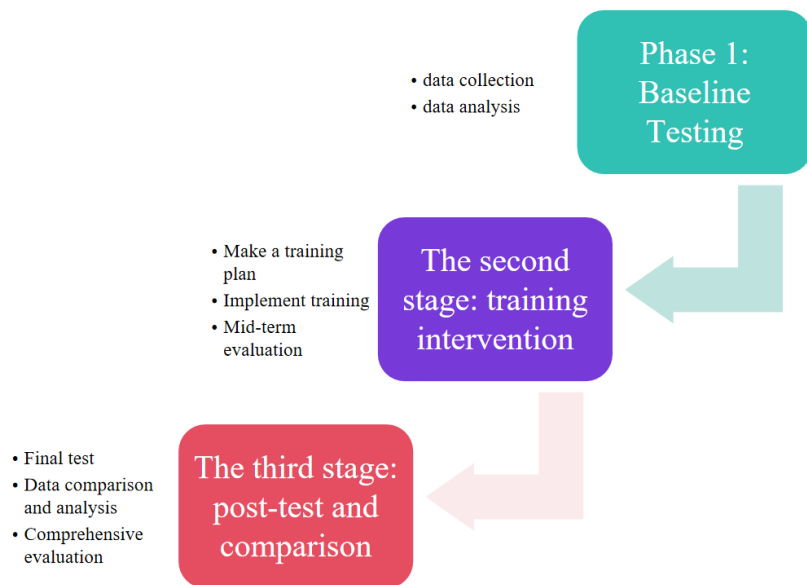 Phase 1:
Baseline
Testing
• data collection
• data analysis
The second
stage: training
intervention
• Make a training
plan
• Implement training
• Mid-term
evaluation
The third stage:
post-test and
comparison
• Final test
• Data comparison
and analysis
• Comprehensive
evaluation